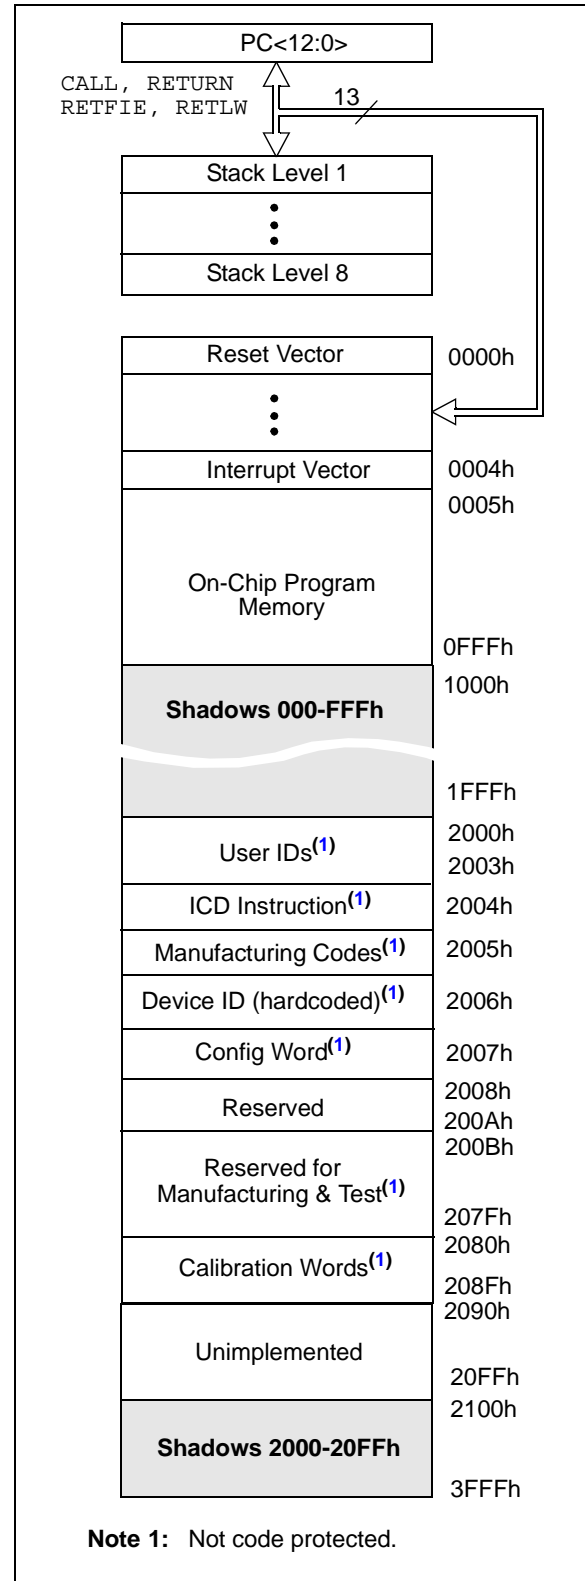 PC<12:0>
CALL, RETURN
RETFIE, RETLW
13
Stack Level 1
Stack Level 8
Reset Vector
0000h
Interrupt Vector
0004h
0005h
On-Chip Program
Memory
0FFFh
1000h
Shadows 000-FFFh
1FFFh
2000h
User IDs(1)
2003h
ICD Instruction(1)
2004h
Manufacturing Codes(1)
2005h
Device ID (hardcoded)(1)
2006h
Config Word(1)
2007h
2008h
Reserved
200Ah
200Bh
Reserved for
Manufacturing & Test(1)
207Fh
2080h
Calibration Words(1)
208Fh
2090h
Unimplemented
20FFh
2100h
Shadows 2000-20FFh
3FFFh
Note 1: Not code protected.